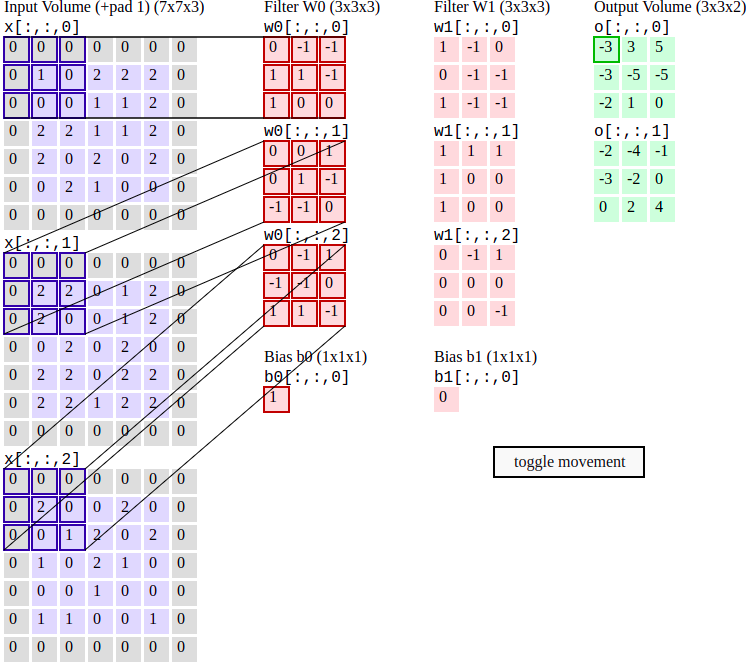 Input Volume (+pad 1) (7x7x3)
x[:,:,0]
0 0 0 0 0 0 0
0 1 0 2 2 2 0
0 0 0 1 1 2 0
0 2 2 1 1 2 0
0 2 0 2 0 2 0
0 0 2 1 0 0 0
0 0 0 0 0 0 0
x[:,:,1]
0 0 0 0 0 0 0
0 2 2 0 1 2 0
0 2 0 0 1 2 0
0 0 2 0 2 2 0
0 2 2 0 2 2 0
0 2 2 1 2 2 0
0 0 0 0 0 0 0
x[:,:,2]
0 0 0 0 0 0 0
0 2 0 0 2 0 0
0 0 1 2 0 2 0
0 1 0 2 1 0 0
0 0 0 1 0 0 0
0 1 1 0 0 1 0
0 0 0 0 0 0 0
Filter W0 (3x3x3)
w0[:,:,0]
0 -1 -1
1 1 -1
1 0 0
w0[:,:,1]
0 0 1
0 1 -1
-1 -1 0
w0[:,:,2]
0 -1 1
-1 -1 0
1 1 -1
Bias b0 (1x1x1)
b0[:,:,0]
1
Filter W1 (3x3x3)
w1[:,:,0]
1 -1 0
0 -1 -1
1 -1 -1
w1[:,:,1]
1 1 1
1 0 0
1 0 0
w1[:,:,2]
0 -1 1
0 0 0
0 0 -1
Bias b1 (1x1x1)
b1[:,:,0]
0
Output Volume (3x3x2)
o[:,:,0]
-3 3 5
-3 -5 -5
-2 1 0
o[:,:,1]
-2 -4 -1
-3 -2 0
0 2 4
toggle movement